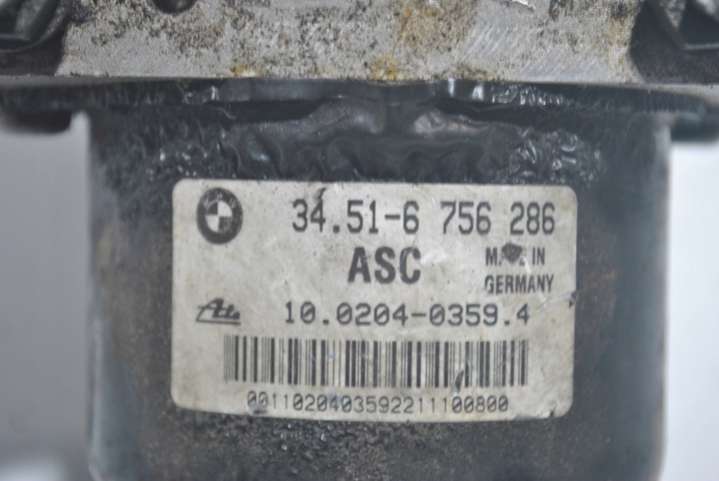 34.51-6 756 286
ASC
MADE IN
GERMANY
Ate
10.0204-0359.4
00110204035922111100800